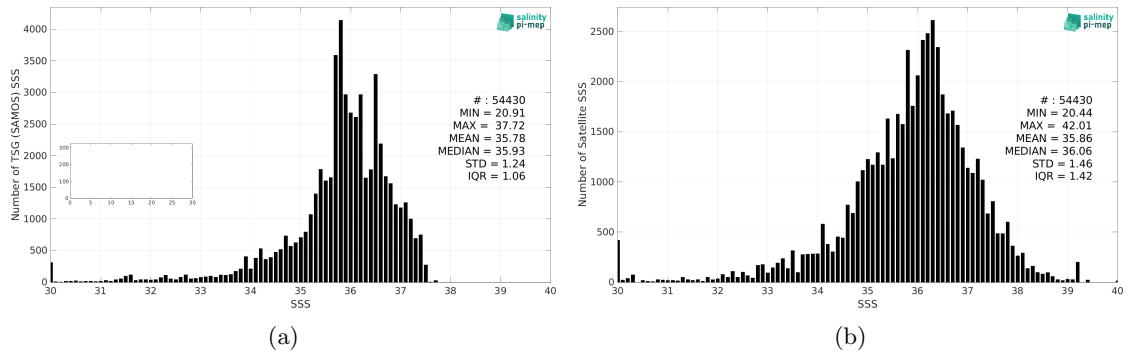 4000
3500
3000
2500
2000
1500
1000
500
0
Number of TSG (SAMOS) SSS
salinity
pi-mep
# : 54430
MIN = 20.91
MAX = 37.72
MEAN = 35.78
MEDIAN = 35.93
STD = 1.24
IQR = 1.06
300
200
100
0
0 5 10 15 20 25 30
30 31 32 33 34 35 36 37 38 39 40
SSS
(a)
2500
2000
1500
1000
500
0
Number of Satellite SSS
salinity
pi-mep
# : 54430
MIN = 20.44
MAX = 42.01
MEAN = 35.86
MEDIAN = 36.06
STD = 1.46
IQR = 1.42
30 31 32 33 34 35 36 37 38 39 40
SSS
(b)